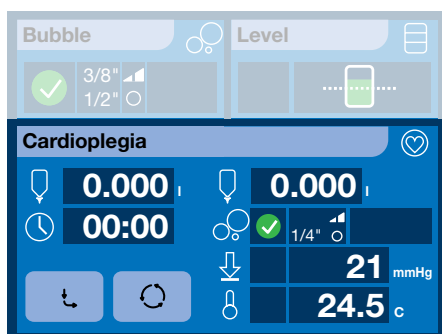 Bubble
Level
3/8"
1/2"
Cardioplegia
0.000 l
0.000 l
00:00
1/4"
21 mmHg
24.5 C